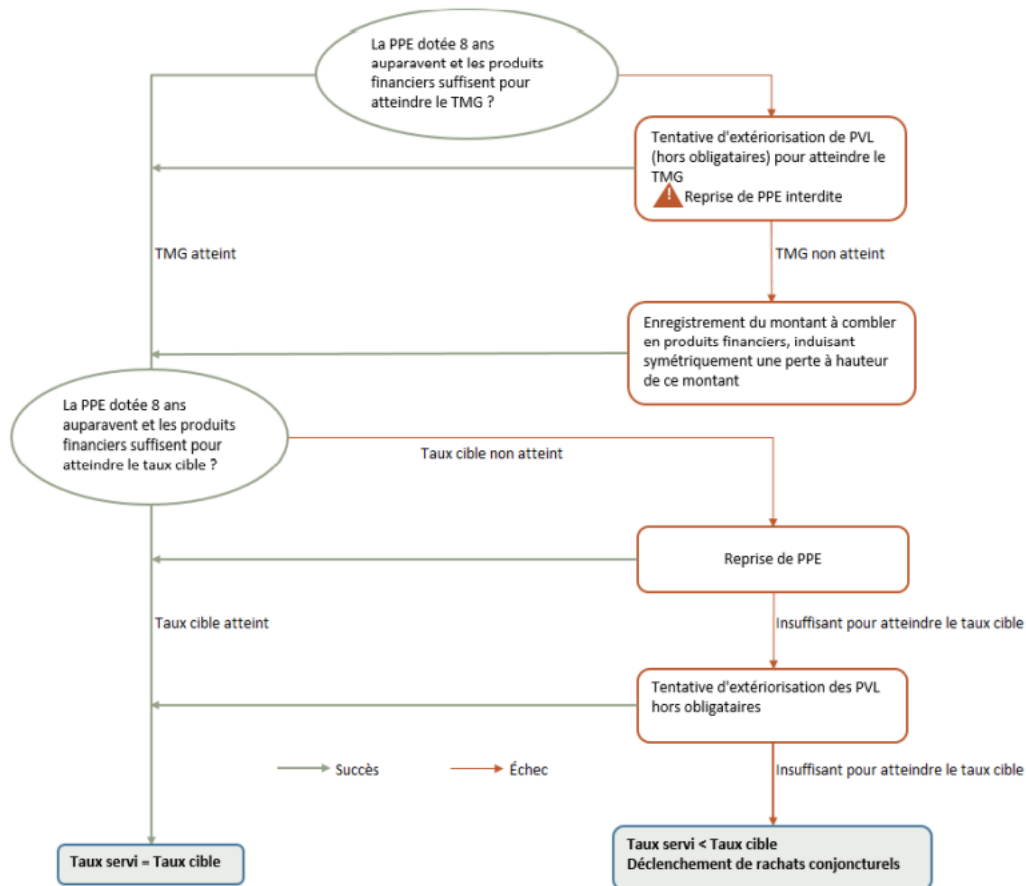 La PPE dotée 8 ans
auparavent et les produits
financiers suffisent pour
atteindre le TMG ?
Tentative d'extériorisation de PVL
(hors obligataires) pour atteindre le
TMG
! Reprise de PPE interdite
TMG atteint
TMG non atteint
Enregistrement du montant à combler
en produits financiers, induisant
symétriquement une perte à hauteur
de ce montant
La PPE dotée 8 ans
auparavent et les produits
financiers suffisent pour
atteindre le taux cible ?
Taux cible non atteint
Reprise de PPE
Taux cible atteint
Insuffisant pour atteindre le taux cible
Tentative d'extériorisation des PVL
hors obligataires
Succès
Échec
Insuffisant pour atteindre le taux cible
Taux servi = Taux cible
Taux servi < Taux cible
Déclenchement de rachats conjoncturels